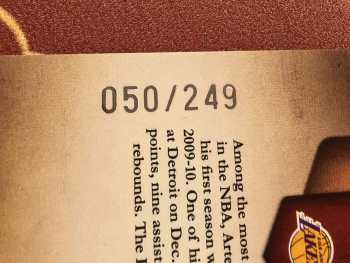 050/249
Among the most
in the NBA, Arte
his first season w
2009-10. One of hi
at Detroit on Dec.
points, nine assist
rebounds. The
LAKERS